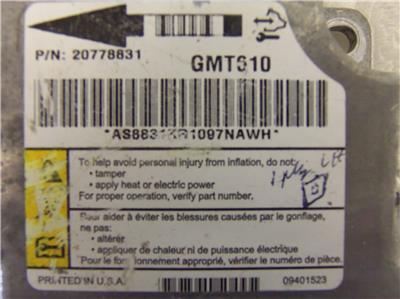 P/N: 20778831
GMT610
*AS8831KR1097NAWH*
To help avoid personal injury from inflation, do not:
• tamper
• apply heat or electric power
For proper operation, verify part number.
Pour aider à éviter les blessures causées par le gonflage,
ne pas:
• altérer
• appliquer de chaleur ni de puissance électrique
Pour le fonctionnement approprié, vérifier le numéro de pièce.
PRINTED IN U.S.A.
09401523